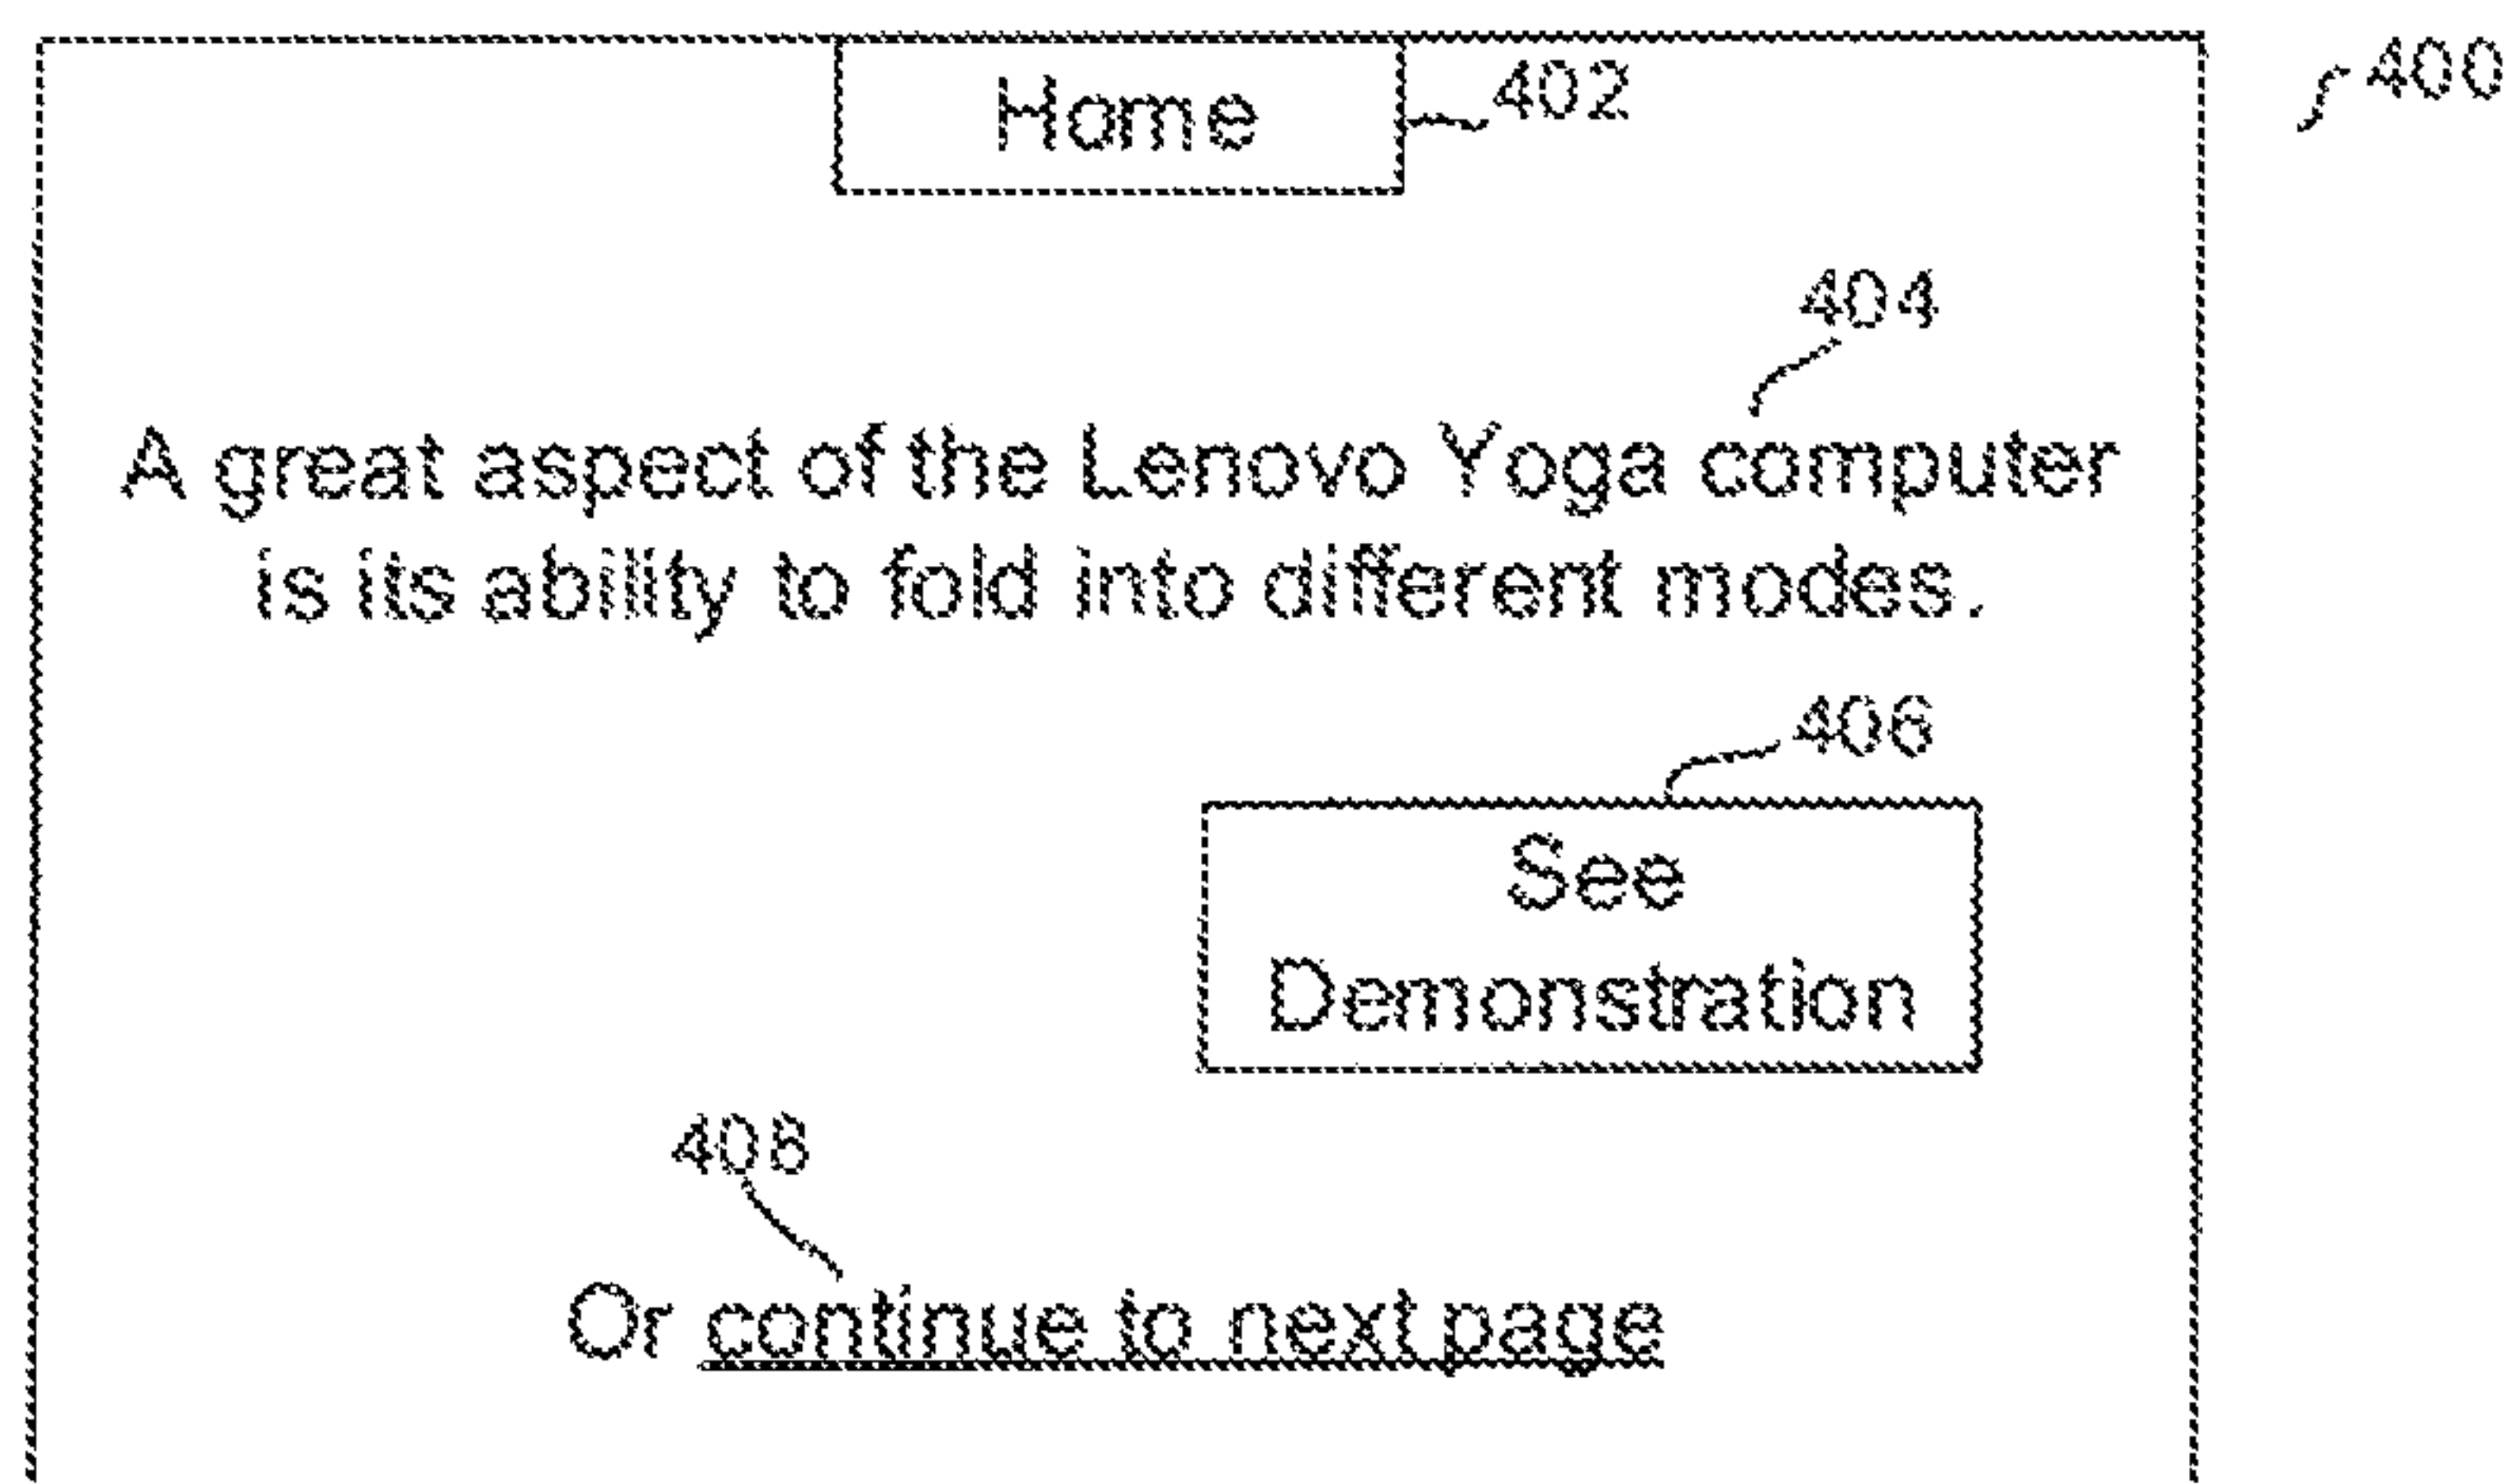 Home 402 400
404
A great aspect of the Lenovo Yoga computer
is its ability to fold into different modes.
406
See
Demonstration
408
Or continue to next page